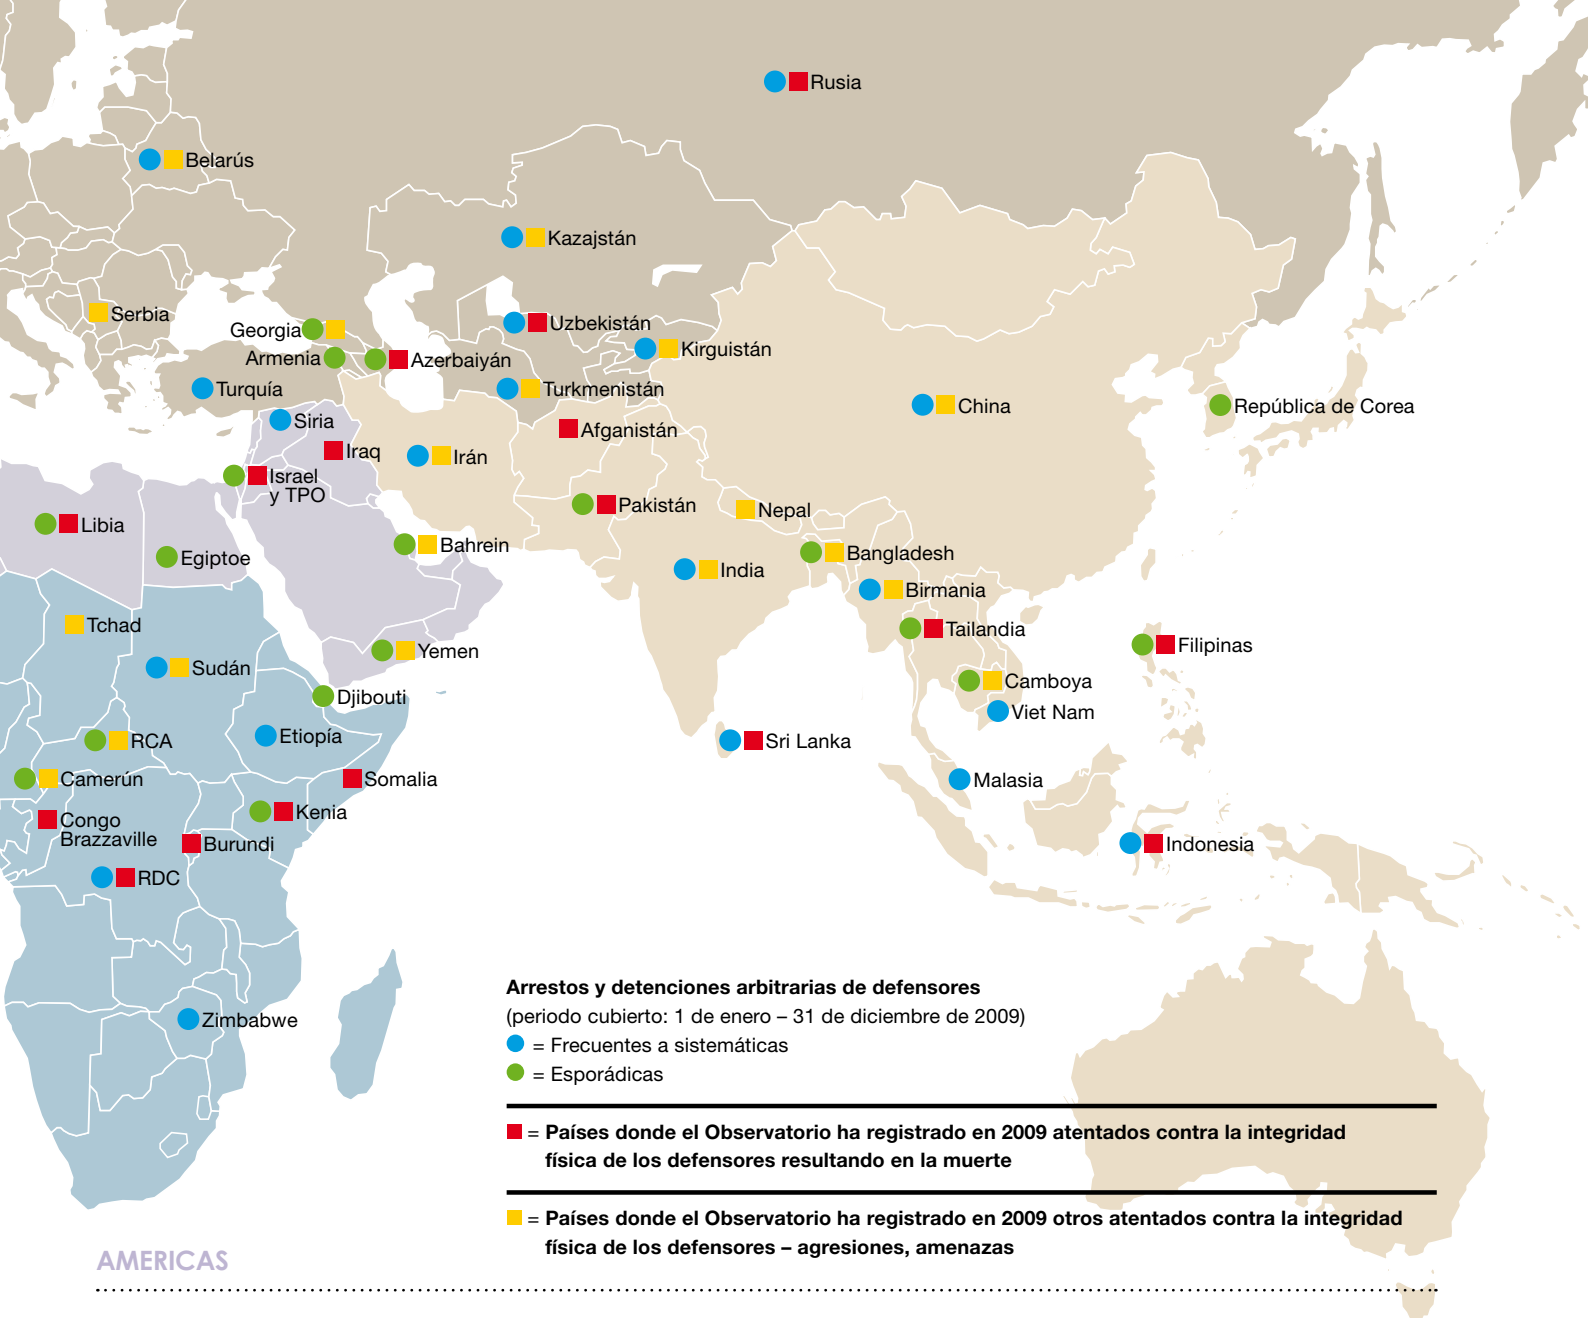 Rusia
Belarús
Kazajstán
Serbia
Georgia
Uzbekistán
Armenia
Azerbaiyán
Kirguistán
Turquía
Turkmenistán
China
República de Corea
Siria
Afganistán
Iraq
Irán
Israel
y TPO
Pakistán
Nepal
Libia
Egiptoe
Bahrein
Bangladesh
India
Birmania
Tchad
Tailandia
Yemen
Filipinas
Sudán
Camboya
Djibouti
Viet Nam
RCA
Etiopía
Sri Lanka
Camerún
Somalia
Malasia
Congo
Brazzaville
Kenia
Burundi
Indonesia
RDC
Zimbabwe
Arrestos y detenciones arbitrarias de defensores
(periodo cubierto: 1 de enero – 31 de diciembre de 2009)
= Frecuentes a sistemáticas
= Esporádicas
= Países donde el Observatorio ha registrado en 2009 atentados contra la integridad
física de los defensores resultando en la muerte
= Países donde el Observatorio ha registrado en 2009 otros atentados contra la integridad
física de los defensores – agresiones, amenazas
AMERICAS